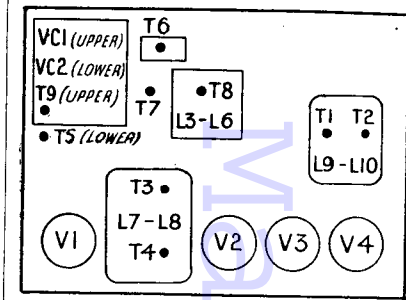 VC1 (UPPER)
VC2 (LOWER)
T9 (UPPER)
T5 (LOWER)
T6
T7
T8
L3-L6
T1 T2
L9-L10
T3
L7-L8
T4
V1
V2
V3
V4
Ma